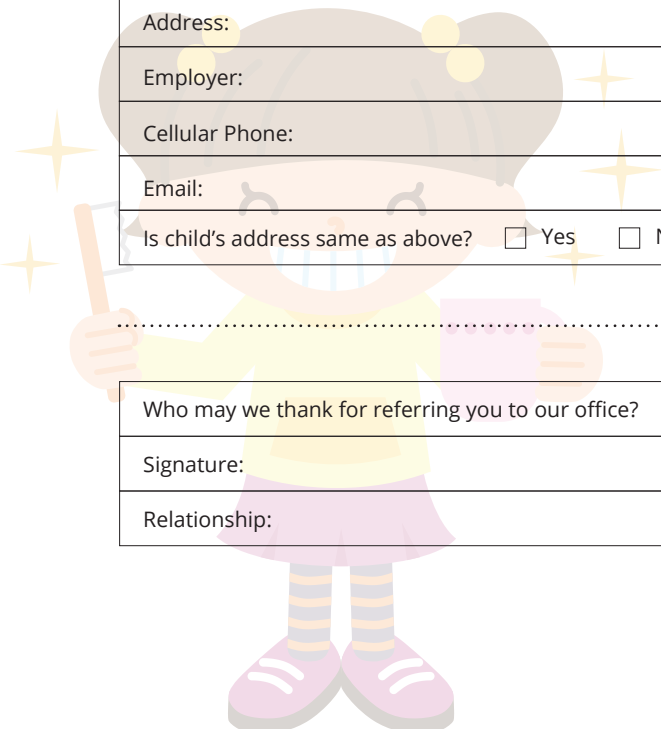 Address:
Employer:
Cellular Phone:
Email:
Is child’s address same as above? Yes
Who may we thank for referring you to our office?
Signature:
Relationship: